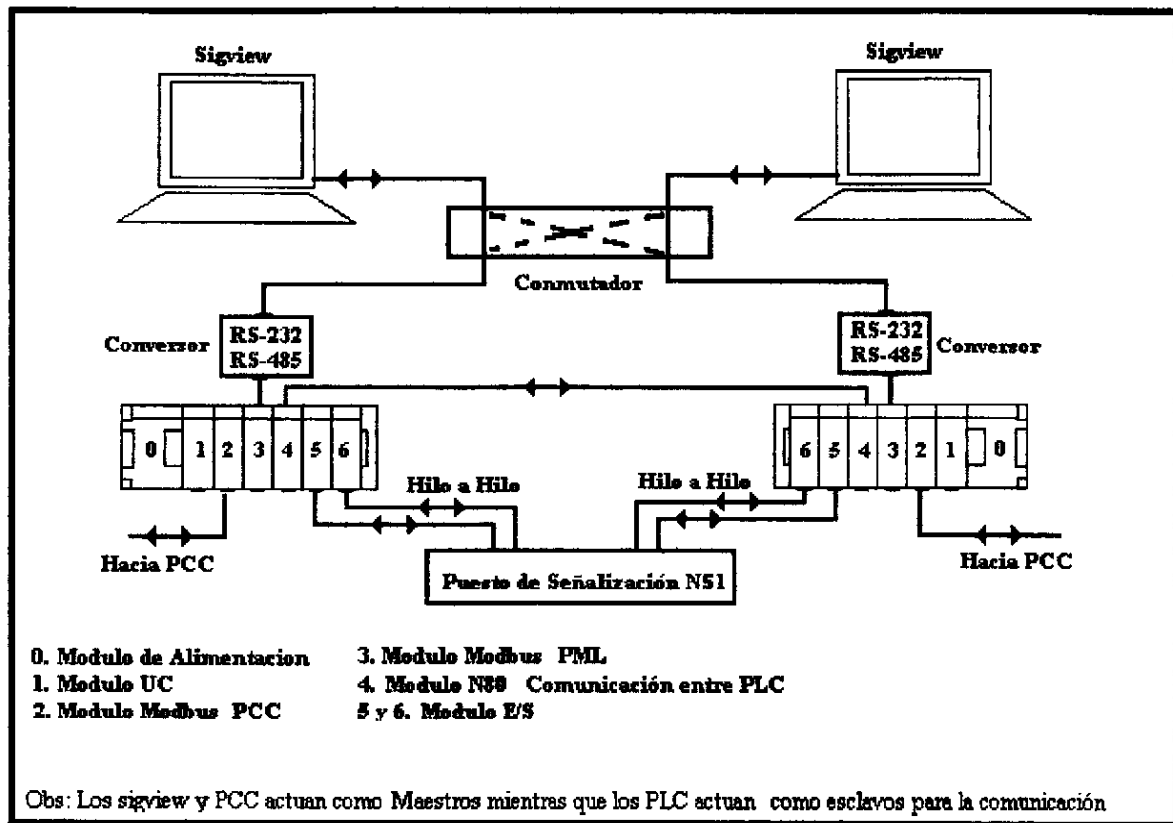 Sigview
Sigview
Conmutador
Conversor
RS-232
RS-485
RS-232
RS-485
Conversor
0 1 2 3 4 5 6
6 5 4 3 2 1 0
Hilo a Hilo
Hilo a Hilo
Hacia PCC
Hacia PCC
Puesto de Señalización NS1
0. Modulo de Alimentacion
1. Modulo UC
2. Modulo Modbus PCC
3. Modulo Modbus PML
4. Modulo N80 Comunicación entre PLC
5 y 6. Modulo E/S
Obs: Los sigview y PCC actuan como Maestros mientras que los PLC actuan como esclavos para la comunicación